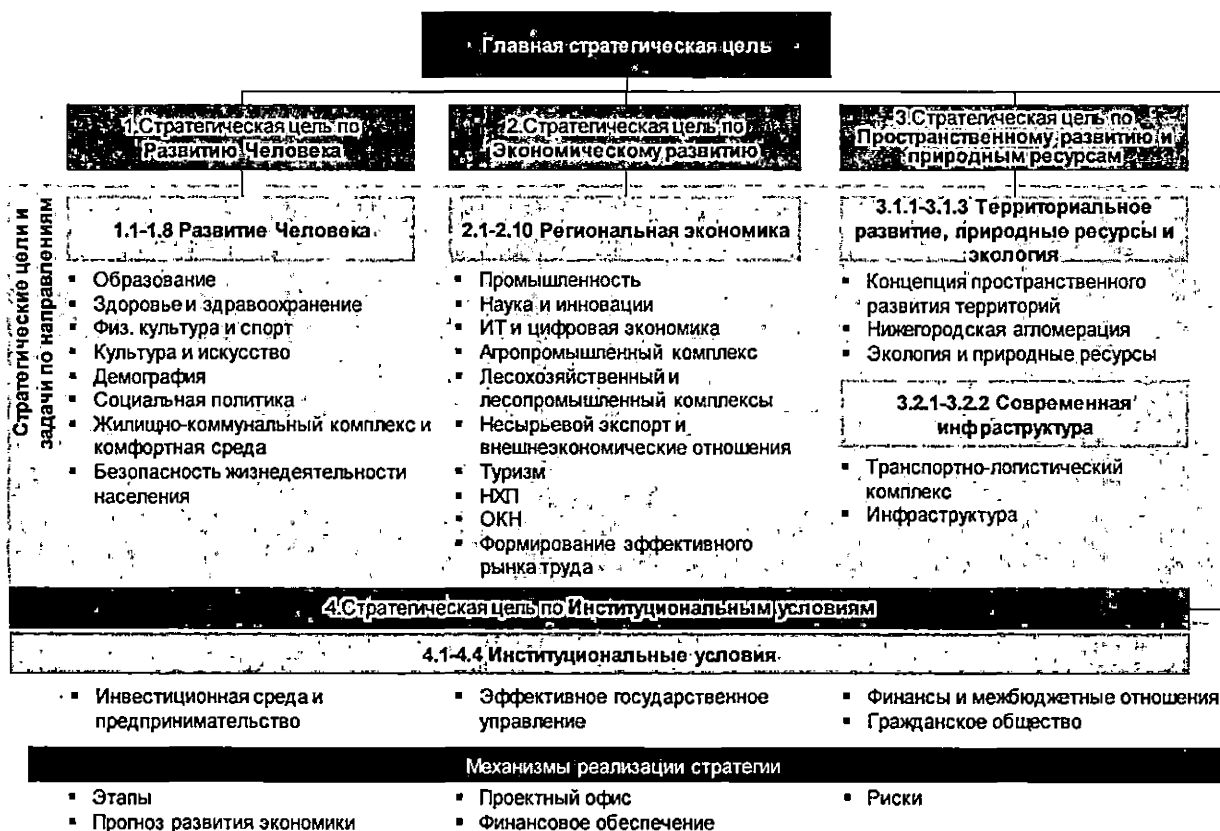 Главная стратегическая цель
1.Стратегическая цель по
Развитию Человека
2.Стратегическая цель по
Экономическому развитию
3.Стратегическая цель по
Пространственному развитию и
природным ресурсам
Стратегические цели и
задачи по направлениям
1.1-1.8 Развитие Человека
▪ Образование
▪ Здоровье и здравоохранение
▪ Физ. культура и спорт
▪ Культура и искусство
▪ Демография
▪ Социальная политика
▪ Жилищно-коммунальный комплекс и
комфортная среда
▪ Безопасность жизнедеятельности
населения
2.1-2.10 Региональная экономика
▪ Промышленность
▪ Наука и инновации
▪ ИТ и цифровая экономика
▪ Агропромышленный комплекс
▪ Лесохозяйственный и
лесопромышленный комплексы
▪ Несырьевой экспорт и
внешнеэкономические отношения
▪ Туризм
▪ НХП
▪ ОКН
▪ Формирование эффективного
рынка труда
3.1.1-3.1.3 Территориальное
развитие, природные ресурсы и
экология
▪ Концепция пространственного
развития территорий
▪ Нижегородская агломерация
▪ Экология и природные ресурсы
3.2.1-3.2.2 Современная
инфраструктура
▪ Транспортно-логистический
комплекс
▪ Инфраструктура
4.Стратегическая цель по Институциональным условиям
4.1-4.4 Институциональные условия
▪ Инвестиционная среда и
предпринимательство
▪ Эффективное государственное
управление
▪ Финансы и межбюджетные отношения
▪ Гражданское общество
Механизмы реализации стратегии
▪ Этапы
▪ Прогноз развития экономики
▪ Проектный офис
▪ Финансовое обеспечение
▪ Риски